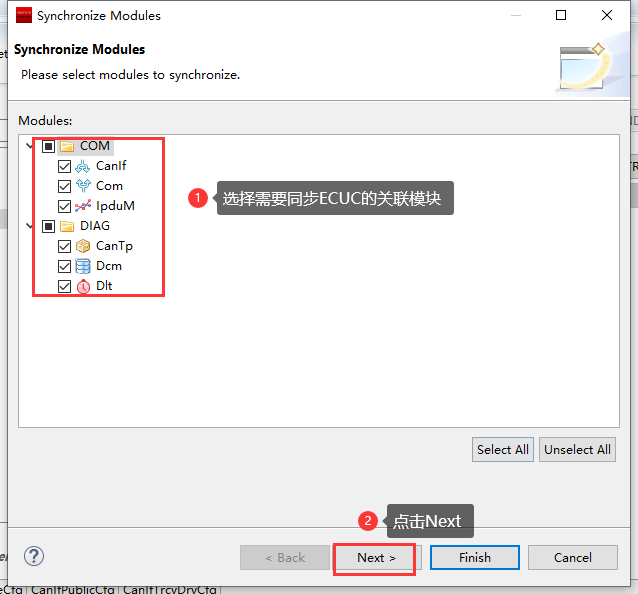 Synchronize Modules
Synchronize Modules
Please select modules to synchronize.
Modules:
COM
CanIf
Com
IpduM
DIAG
CanTp
Dcm
Dlt
1 选择需要同步ECUC的关联模块
Select All
Unselect All
2 点击Next
< Back
Next >
Finish
Cancel
CanIfPublicCfg
CanIfTrcvDrvCfg